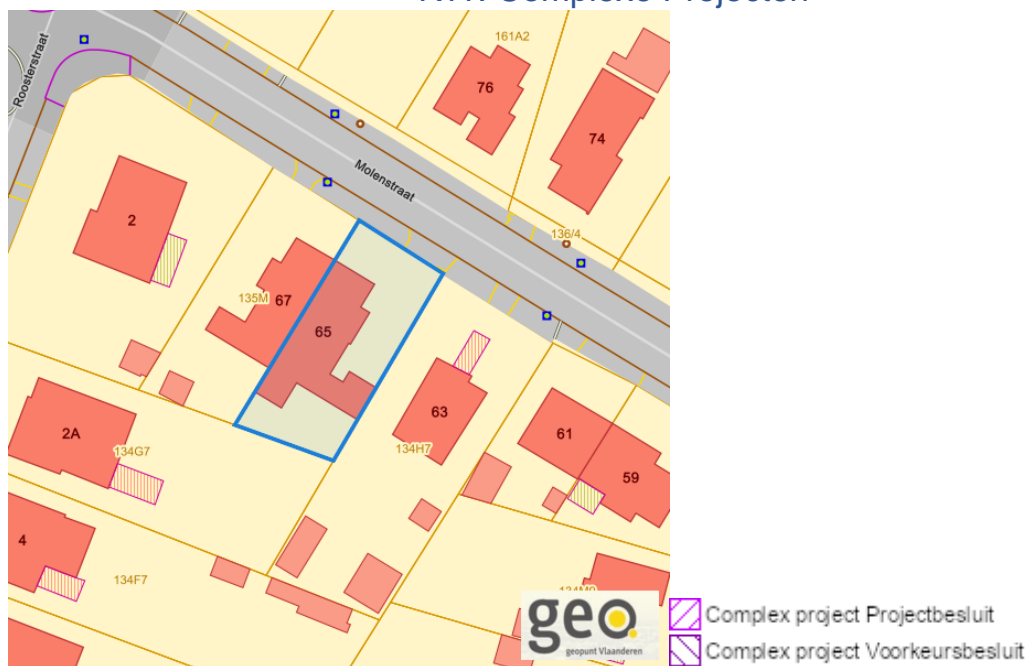 161A2
76
74
Roosterstraat
Molenstraat
2
136/4
135M
67
65
63
2A
61
134G7
134H7
59
4
134F7
geo
geopunt Vlaanderen
Complex project Projectbesluit
Complex project Voorkeursbesluit